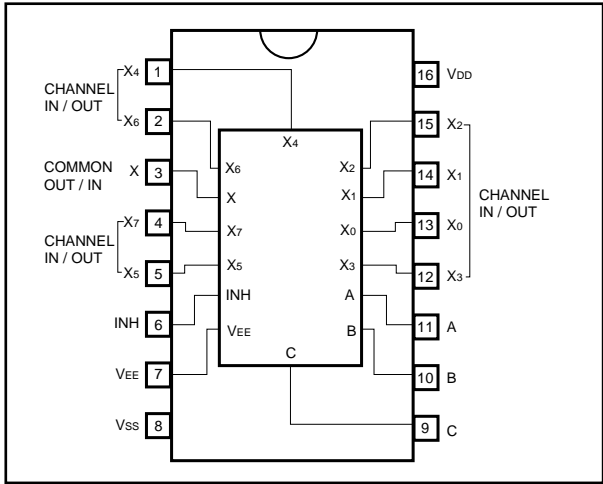 X4 1
CHANNEL
IN / OUT
X6 2
COMMON
OUT / IN
X 3
X7 4
CHANNEL
IN / OUT
X5 5
INH 6
VEE 7
VSS 8
X4
X6
X
X7
X5
INH
VEE
C
X2
X1
X0
X3
A
B
16 VDD
15 X2
14 X1
CHANNEL
IN / OUT
13 X0
12 X3
11 A
10 B
9 C